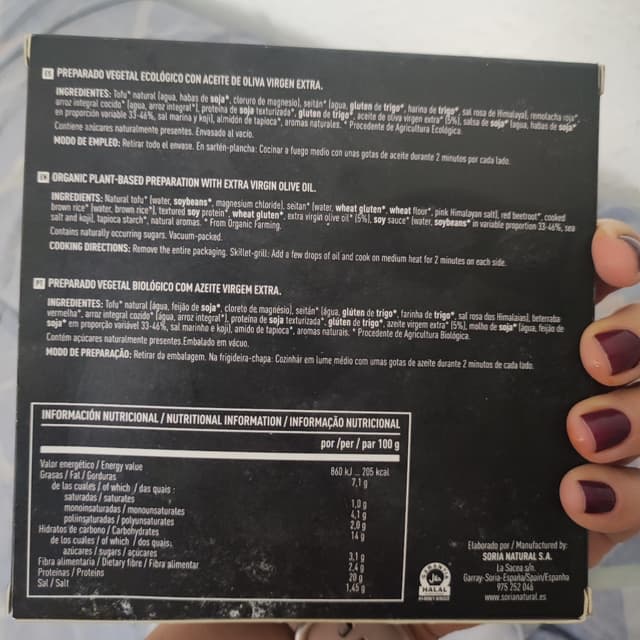 ES PREPARADO VEGETAL ECOLÓGICO CON ACEITE DE OLIVA VIRGEN EXTRA.
INGREDIENTES: Tofu* natural (agua, habas de soja*, cloruro de magnesio), seitán* (agua, gluten de trigo*, harina de trigo*, sal rosa de Himalaya), remolacha roja*,
arroz integral cocido* (agua, arroz integral*), proteína de soja texturizada*, gluten de trigo*, aceite de oliva virgen extra* (5%), salsa de soja* (agua, habas de soja*
en proporción variable 33-46%, sal marina y koji), almidón de tapioca*, aromas naturales. * Procedente de Agricultura Ecológica.
Contiene azúcares naturalmente presentes. Envasado al vacío.
MODO DE EMPLEO: Retirar todo el envase. En sartén-plancha: Cocinar a fuego medio con unas gotas de aceite durante 2 minutos por cada lado.
EN ORGANIC PLANT-BASED PREPARATION WITH EXTRA VIRGIN OLIVE OIL.
INGREDIENTS: Natural tofu* (water, soybeans*, magnesium chloride), seitan* (water, wheat gluten*, wheat flour*, pink Himalayan salt), red beetroot*, cooked
brown rice* (water, brown rice*), textured soy protein*, wheat gluten*, extra virgin olive oil* (5%), soy sauce* (water, soybeans* in variable proportion 33-46%, sea
salt and koji), tapioca starch*, natural aromas. * From Organic Farming.
Contains naturally occurring sugars. Vacuum-packed.
COOKING DIRECTIONS: Remove the entire packaging. Skillet-grill: Add a few drops of oil and cook on medium heat for 2 minutes on each side.
PT PREPARADO VEGETAL BIOLÓGICO COM AZEITE VIRGEM EXTRA.
INGREDIENTES: Tofu* natural (água, feijão de soja*, cloreto de magnésio), seitán* (água, glúten de trigo*, farinha de trigo*, sal rosa dos Himalaias), beterraba
vermelha*, arroz integral cozido* (água, arroz integral*), proteína de soja texturizada*, glúten de trigo*, azeite virgem extra* (5%), molho de soja* (água, feijão de
soja* em proporção variável 33-46%, sal marinho e koji), amido de tapioca*, aromas naturais. * Procedente de Agricultura Biológica.
Contém açúcares naturalmente presentes. Embalado em vácuo.
MODO DE PREPARAÇÃO: Retirar da embalagem. Na frigideira-chapa: Cozinhar em lume médio com umas gotas de azeite durante 2 minutos de cada lado.
INFORMACIÓN NUTRICIONAL / NUTRITIONAL INFORMATION / INFORMAÇÃO NUTRICIONAL
por /per / par 100 g
Valor energético / Energy value 860 kJ ... 205 kcal
Grasas / Fat / Gorduras 7,1 g
de las cuales / of which / das quais :
saturadas / saturates 1,0 g
monoinsaturadas / monounsaturates 4,1 g
poliinsaturadas / polyunsaturates 2,0 g
Hidratos de carbono / Carbohydrates 14 g
de los cuales / of which / dos quais:
azúcares / sugars / açúcares 3,1 g
Fibra alimentaria / Dietary fibre / Fibra alimentar 2,4 g
Proteínas / Proteins 20 g
Sal / Salt 1,45 g
HALAL
Elaborado por / Manufactured by:
SORIA NATURAL S.A.
La Sacea s/n.
Garray-Soria-España/Spain/Espanha
975 252 046
www.sorianatural.es